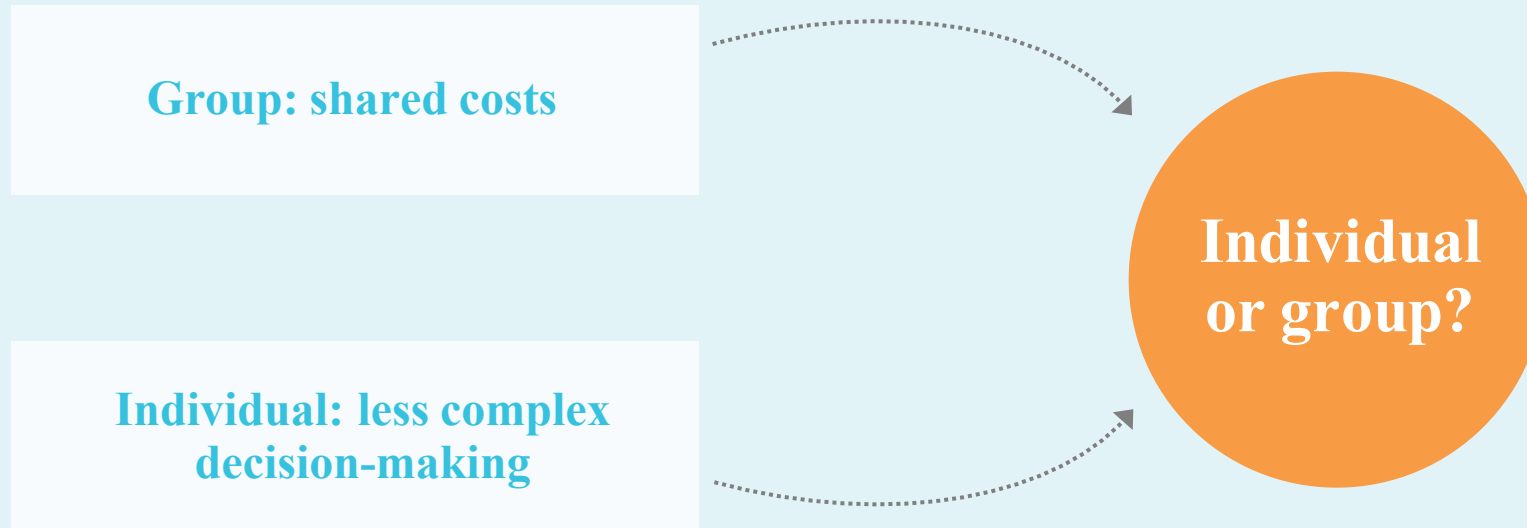 Group: shared costs
Individual
or group?
Individual: less complex
decision-making